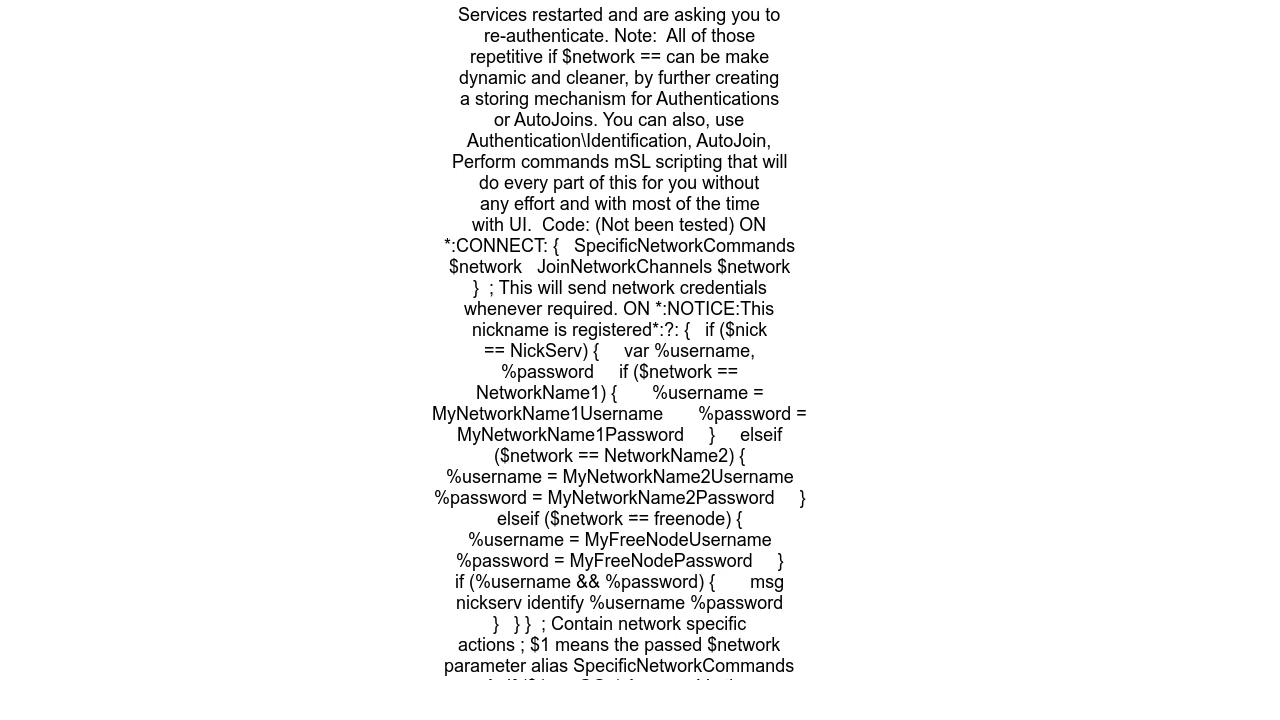 Services restarted and are asking you to
re-authenticate. Note:  All of those
repetitive if $network == can be make
dynamic and cleaner, by further creating
a storing mechanism for Authentications
or AutoJoins. You can also, use
Authentication\Identification, AutoJoin,
Perform commands mSL scripting that will
do every part of this for you without
any effort and with most of the time
with UI.  Code: (Not been tested) ON
*:CONNECT: {   SpecificNetworkCommands
$network   JoinNetworkChannels $network
}  ; This will send network credentials
whenever required. ON *:NOTICE:This
nickname is registered*:?: {   if ($nick
== NickServ) {     var %username,
%password     if ($network ==
NetworkName1) {       %username =
MyNetworkName1Username       %password =
MyNetworkName1Password     }     elseif
($network == NetworkName2) {
%username = MyNetworkName2Username
%password = MyNetworkName2Password     }
elseif ($network == freenode) {
%username = MyFreeNodeUsername
%password = MyFreeNodePassword     }
if (%username && %password) {       msg
nickserv identify %username %password
}   } }  ; Contain network specific
actions ; $1 means the passed $network
parameter alias SpecificNetworkCommands